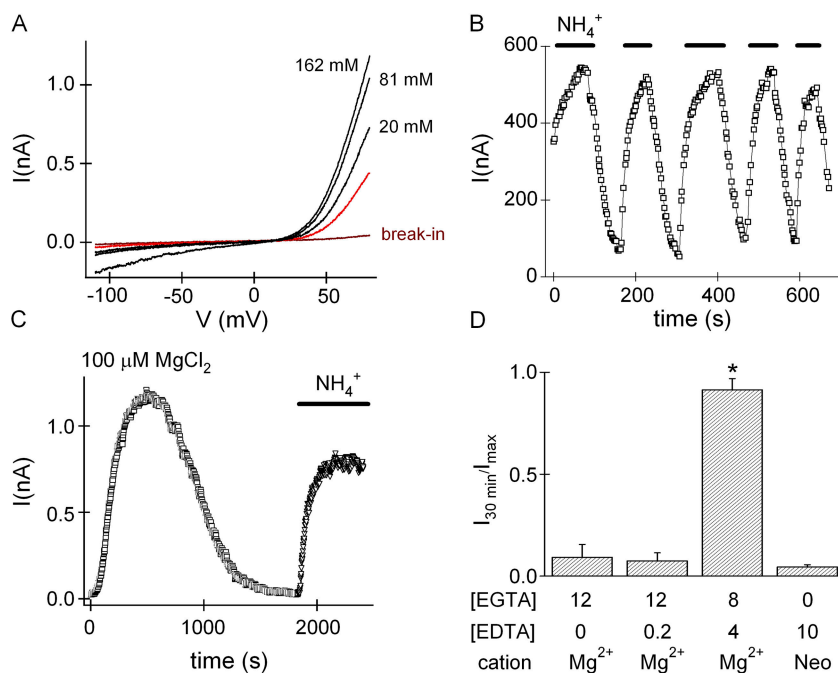 A
I(nA)
1.0
0.5
0.0
162 mM
81 mM
20 mM
break-in
-100
-50
0
50
V (mV)
B
NH₄⁺
I(nA)
600
400
200
0
0
200
400
600
time (s)
C
100 μM MgCl₂
NH₄⁺
I(nA)
1.0
0.5
0.0
0
1000
2000
time (s)
D
I₃₀ ₘᵢₙ/Iₘₐₓ
1.0
0.5
0.0
*
[EGTA] 12 12 8 0
[EDTA] 0 0.2 4 10
cation Mg²⁺ Mg²⁺ Mg²⁺ Neo